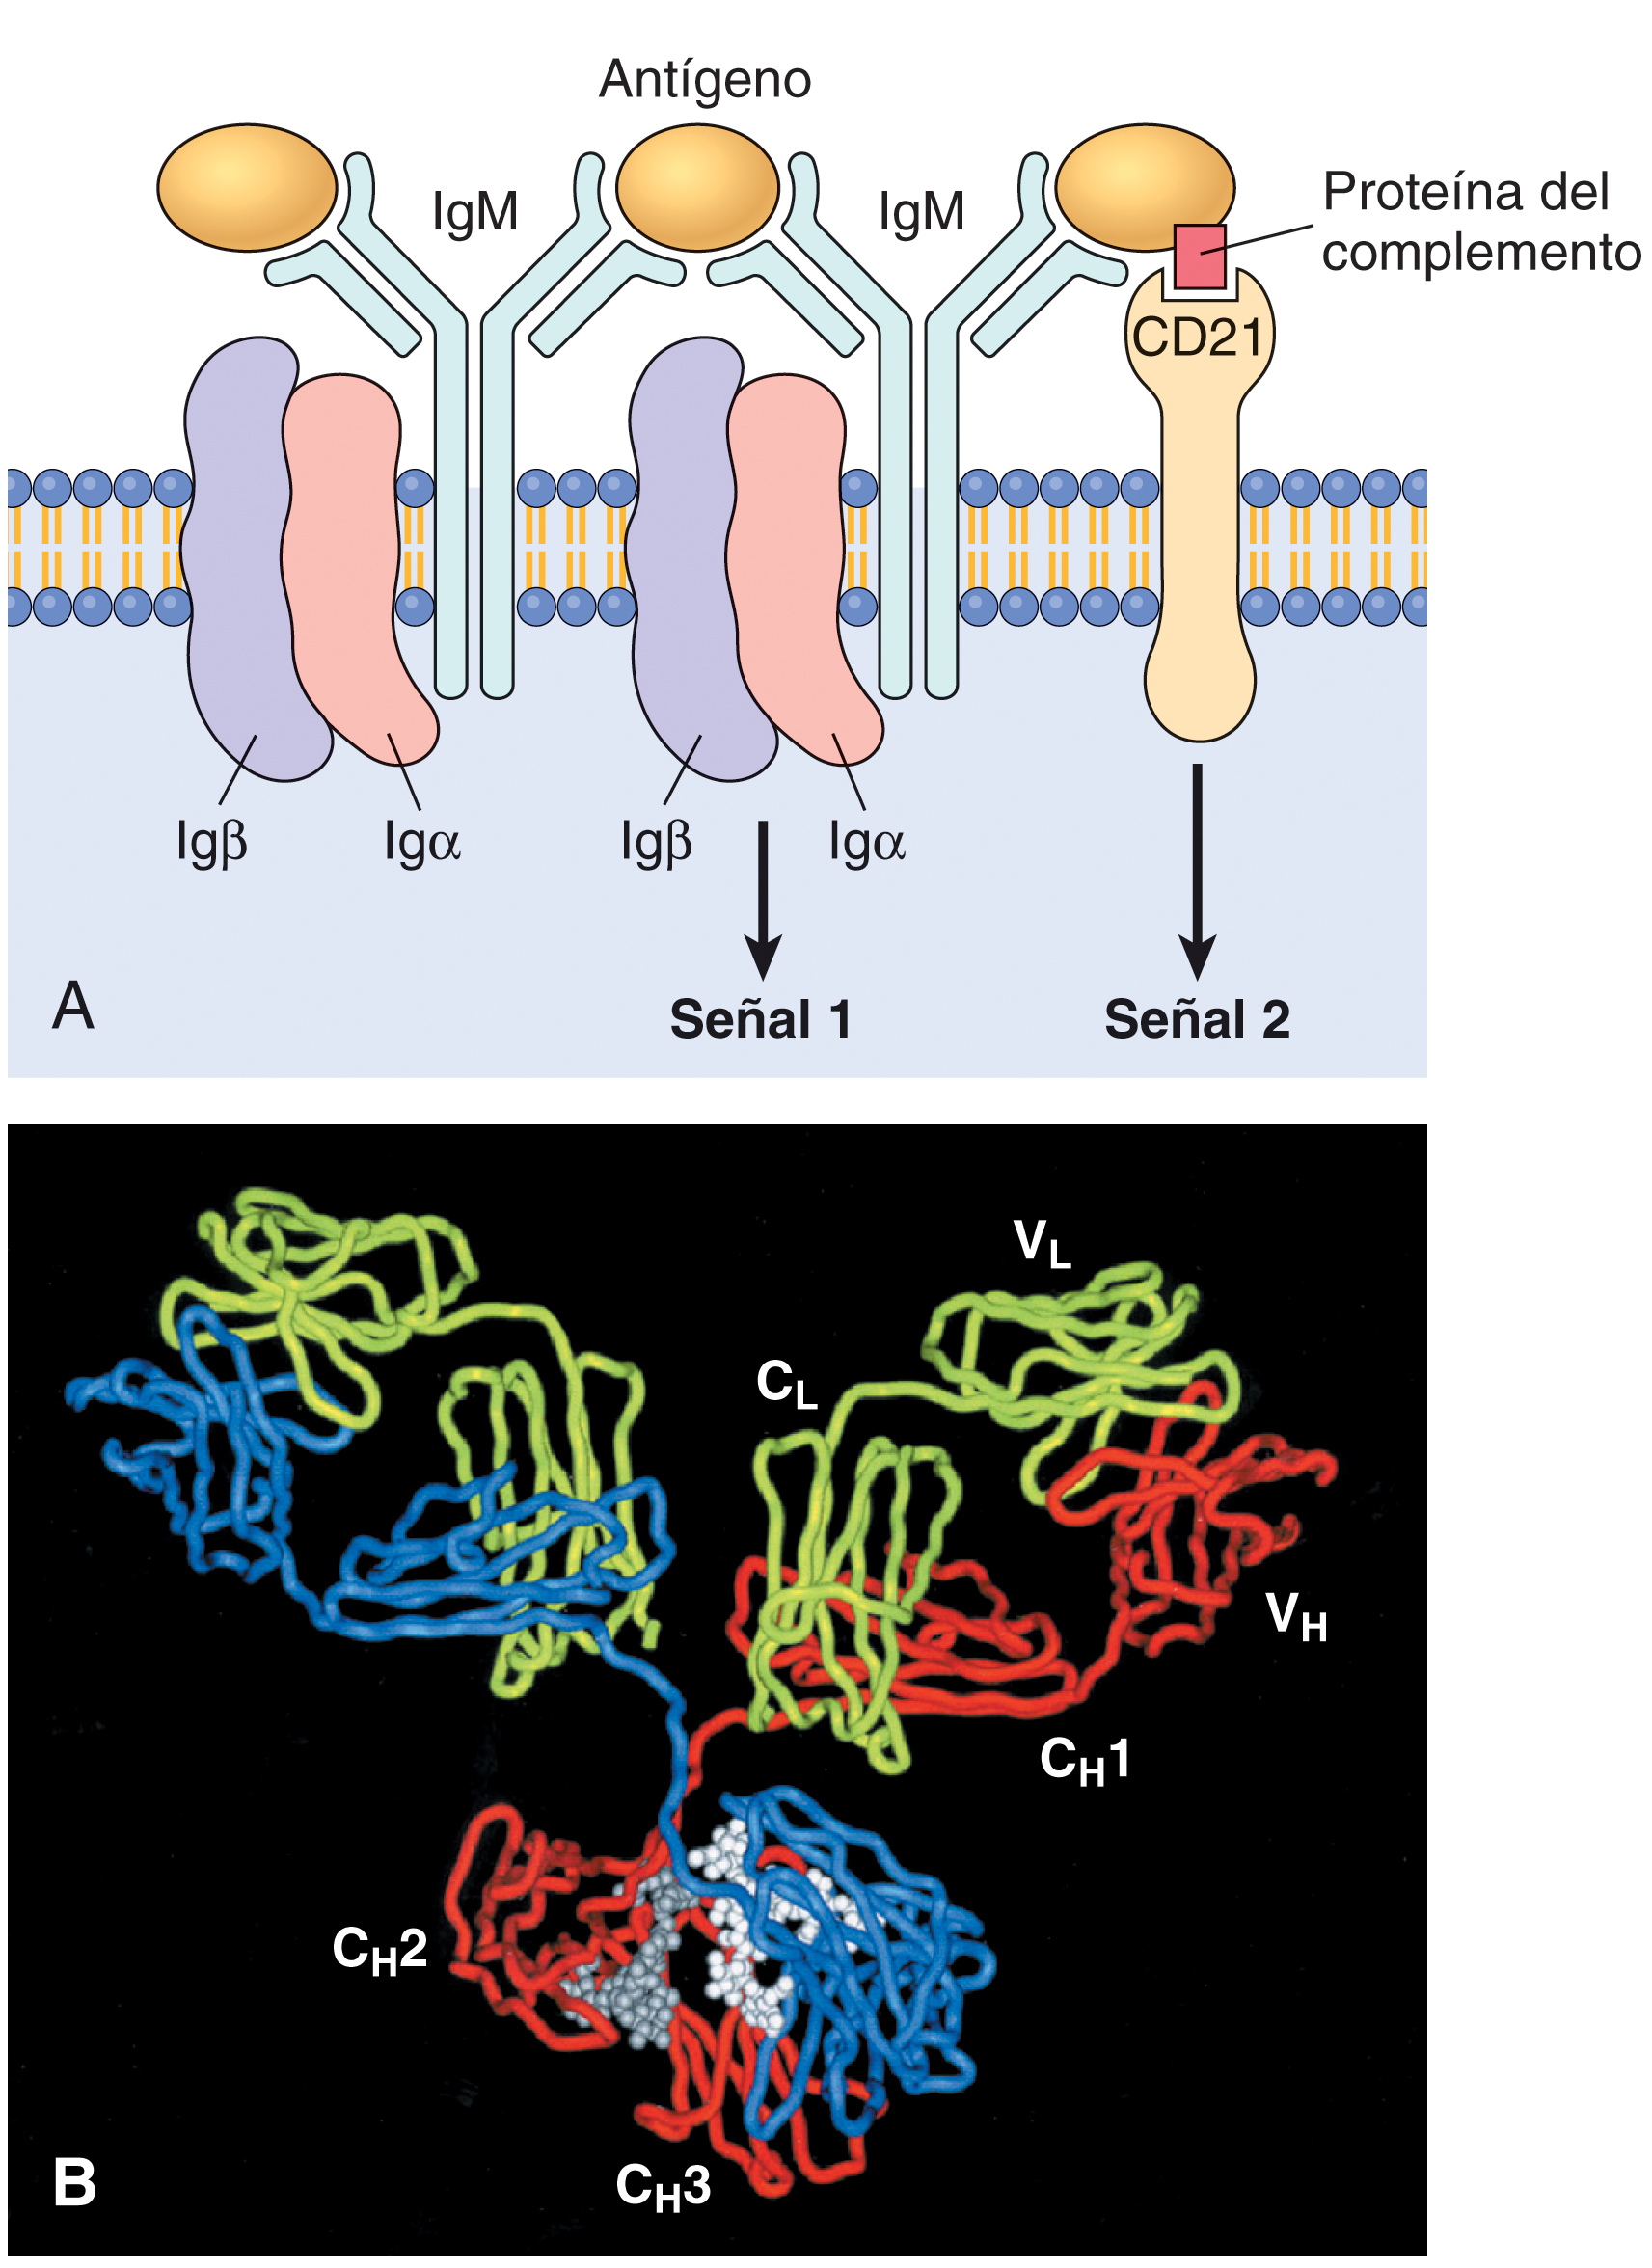 Antígeno
IgM
IgM
Proteína del
complemento
CD21
Igβ
Igα
Igβ
Igα
Señal 1
Señal 2
A
V_L
C_L
V_H
C_H1
C_H2
C_H3
B